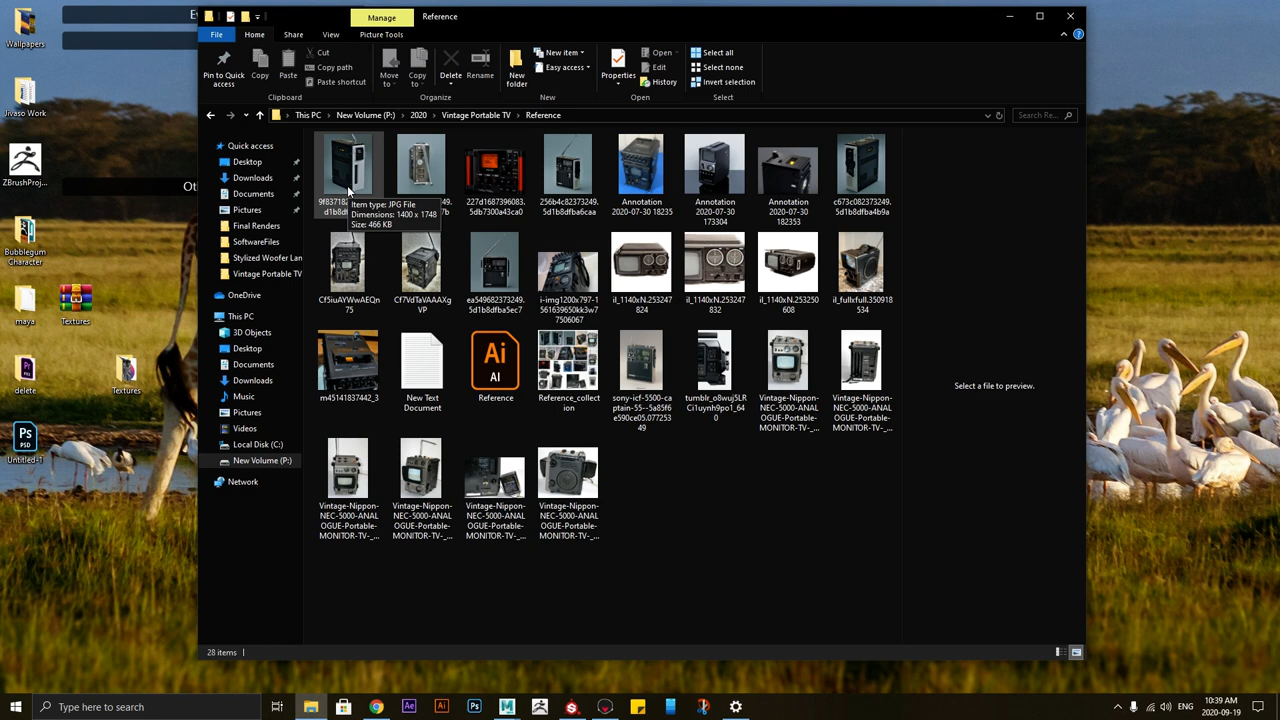 Wallpapers
Ev
Jivaso Work
ZBrushProj...
Ot
Bubblegum
Character
maya
Textures
delete
Textures
Untitled-1
Manage
Reference
File
Home
Share
View
Picture Tools
Pin to Quick
access
Copy
Paste
Cut
Copy path
Paste shortcut
Clipboard
Move
to
Copy
to
Delete
Rename
Organize
New
folder
New item
Easy access
New
Properties
Open
Edit
History
Open
Select all
Select none
Invert selection
Select
This PC
New Volume (P:)
2020
Vintage Portable TV
Reference
Search Re...
Quick access
Desktop
Downloads
Documents
Pictures
Final Renders
SoftwareFiles
Stylized Woofer Lan
Vintage Portable TV
OneDrive
This PC
3D Objects
Desktop
Documents
Downloads
Music
Pictures
Videos
Local Disk (C:)
New Volume (P:)
Network
Item type: JPG File
Dimensions: 1400 x 1748
Size: 466 KB
227d1687396083.
5db7300a43ca0
256b4c82373249.
5d1b8dfba6caa
Annotation
2020-07-30 18235
Annotation
2020-07-30
173304
Annotation
2020-07-30
182353
c673c082373249.
5d1b8dfba4b9a
Cf5iuAYWwAEQn
75
Cf7VdTaVAAAXg
VP
ea549682373249.
5d1b8dfba5ec7
i-img1200x797-1
561639650kk3w7
7506067
il_1140xN.253247
824
il_1140xN.253247
832
il_1140xN.253250
608
il_fullxfull.350918
534
m45141837442_3
New Text
Document
Ai
AI
Reference
Reference_collect
ion
sony-icf-5500-ca
ptain-55--5a85f6
e590ce05.077253
49
tumblr_o8wuj5LR
Ci1uynh9po1_64
0
Vintage-Nippon-
NEC-5000-ANAL
OGUE-Portable-
MONITOR-TV-_...
Vintage-Nippon-
NEC-5000-ANAL
OGUE-Portable-
MONITOR-TV-_...
Vintage-Nippon-
NEC-5000-ANAL
OGUE-Portable-
MONITOR-TV-_...
Vintage-Nippon-
NEC-5000-ANAL
OGUE-Portable-
MONITOR-TV-_...
Vintage-Nippon-
NEC-5000-ANAL
OGUE-Portable-
MONITOR-TV-_...
Vintage-Nippon-
NEC-5000-ANAL
OGUE-Portable-
MONITOR-TV-_...
Select a file to preview.
28 items
Type here to search
ENG
10:39 AM
2020-09-19